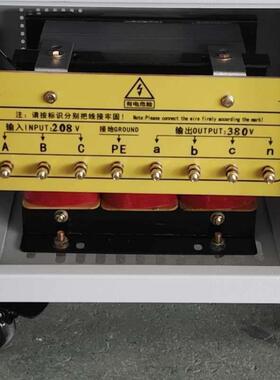 有电危险
注：请按标识分别把线接牢固！ Note:Please connect the wire firmly according the mark!
输入INPUT:208V 接地GROUND 输出OUTPUT:380V
A B C PE a b c n